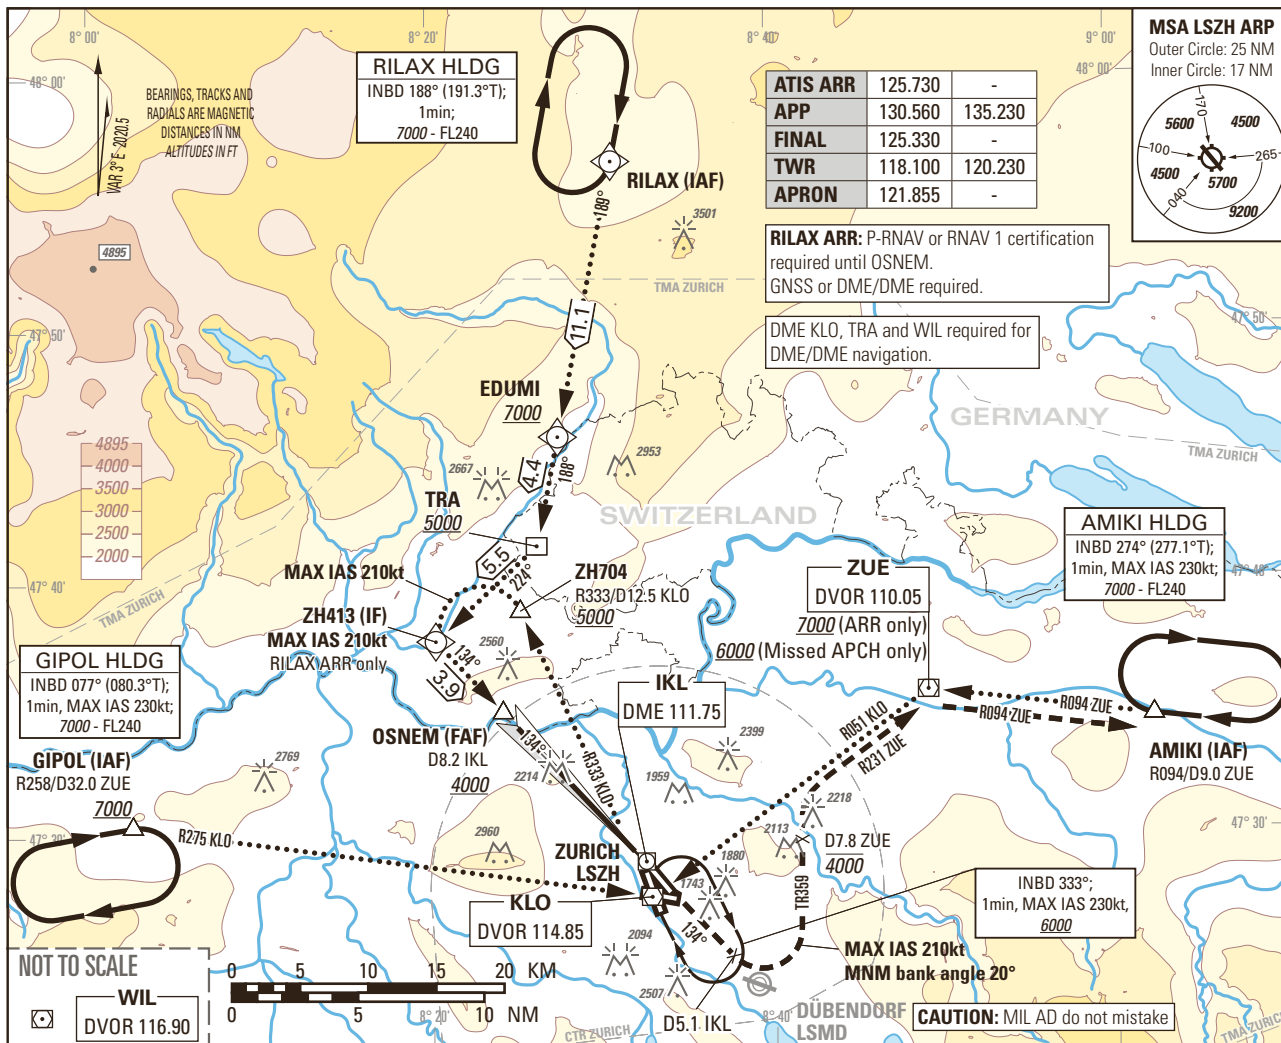 8° 00'
8° 20'
8° 40'
9° 00'
48° 00'
48° 00'
BEARINGS, TRACKS AND
RADIALS ARE MAGNETIC
DISTANCES IN NM
ALTITUDES IN FT
VAR 3° E 2020.5
RILAX HLDG
INBD 188° (191.3°T);
1min;
7000 - FL240
RILAX (IAF)
189°
3501
ATIS ARR 125.730 -
APP 130.560 135.230
FINAL 125.330 -
TWR 118.100 120.230
APRON 121.855 -
MSA LSZH ARP
Outer Circle: 25 NM
Inner Circle: 17 NM
170
5600
4500
100
265
4500
5700
040
9200
RILAX ARR: P-RNAV or RNAV 1 certification
required until OSNEM.
GNSS or DME/DME required.
DME KLO, TRA and WIL required for
DME/DME navigation.
4895
TMA ZURICH
47° 50'
47° 50'
11.1
EDUMI
7000
GERMANY
TMA ZURICH
4895
4000
3500
3000
2500
2000
4.4
188°
2667
2953
TRA
5000
SWITZERLAND
AMIKI HLDG
INBD 274° (277.1°T);
1min, MAX IAS 230kt;
7000 - FL240
47° 40'
47° 40'
TMA ZURICH
MAX IAS 210kt
5.5
224°
ZH704
R333/D12.5 KLO
5000
ZUE
DVOR 110.05
7000 (ARR only)
6000 (Missed APCH only)
ZH413 (IF)
MAX IAS 210kt
RILAX ARR only
2560
134°
3.9
GIPOL HLDG
INBD 077° (080.3°T);
1min, MAX IAS 230kt;
7000 - FL240
IKL
DME 111.75
R094 ZUE
R094 ZUE
R051 KLO
R231 ZUE
AMIKI (IAF)
R094/D9.0 ZUE
OSNEM (FAF)
D8.2 IKL
4000
134°
2214
R333 KLO
2399
1959
2769
GIPOL (IAF)
R258/D32.0 ZUE
7000
47° 30'
47° 30'
R275 KLO
2960
2218
2113
D7.8 ZUE
4000
ZURICH
LSZH
1880
1743
TR359
INBD 333°;
1min, MAX IAS 230kt,
6000
KLO
DVOR 114.85
134°
2094
2507
MAX IAS 210kt
MNM bank angle 20°
NOT TO SCALE
WIL
DVOR 116.90
0 5 10 15 20 KM
0 5 10 NM
8° 20'
8° 40'
D5.1 IKL
DÜBENDORF
LSMD
CAUTION: MIL AD do not mistake
CTR ZURICH
TMA ZURICH